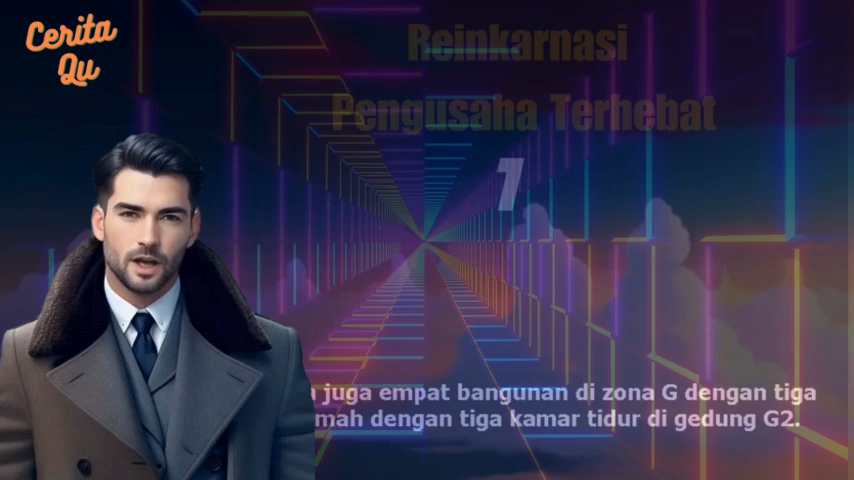 Cerita
Qu
Reinkarnasi
Pengusaha Terhebat
1
juga empat bangunan di zona G dengan tiga
dengan tiga kamar tidur di gedung G2.